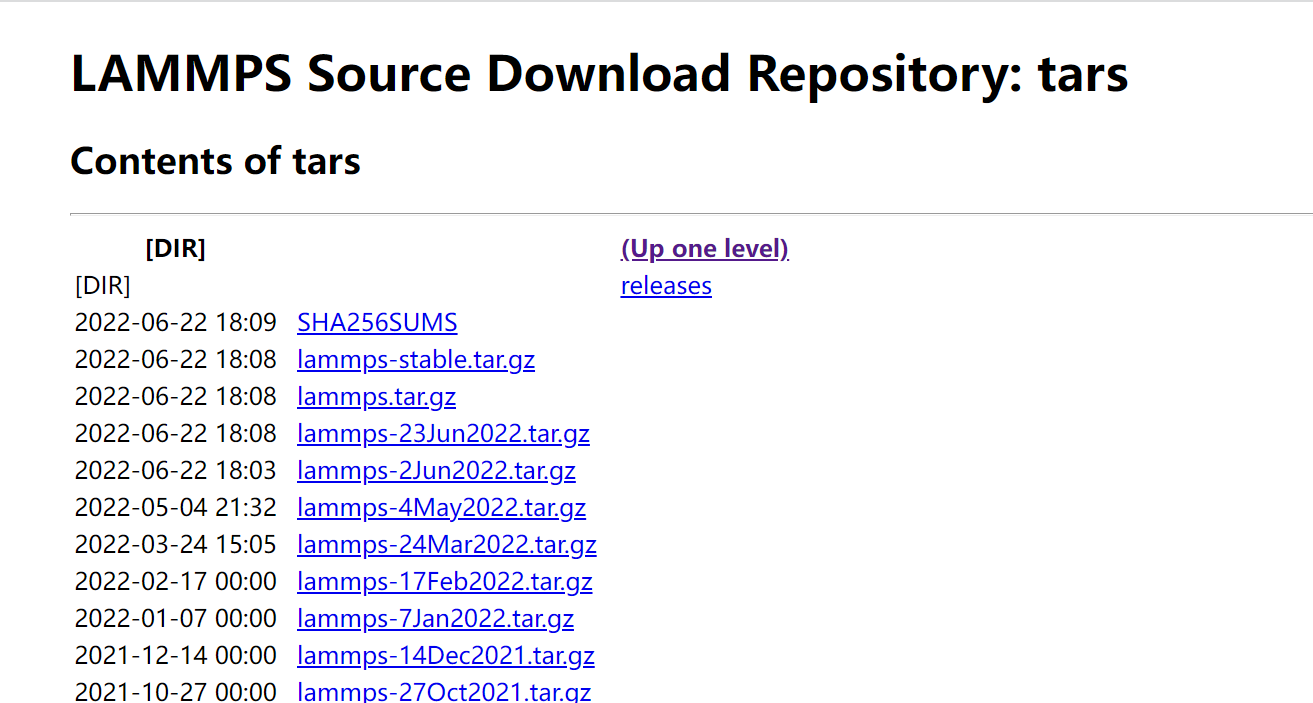 LAMMPS Source Download Repository: tars
Contents of tars
[DIR] (Up one level)
[DIR] releases
2022-06-22 18:09 SHA256SUMS
2022-06-22 18:08 lammps-stable.tar.gz
2022-06-22 18:08 lammps.tar.gz
2022-06-22 18:08 lammps-23Jun2022.tar.gz
2022-06-22 18:03 lammps-2Jun2022.tar.gz
2022-05-04 21:32 lammps-4May2022.tar.gz
2022-03-24 15:05 lammps-24Mar2022.tar.gz
2022-02-17 00:00 lammps-17Feb2022.tar.gz
2022-01-07 00:00 lammps-7Jan2022.tar.gz
2021-12-14 00:00 lammps-14Dec2021.tar.gz
2021-10-27 00:00 lammps-27Oct2021.tar.gz